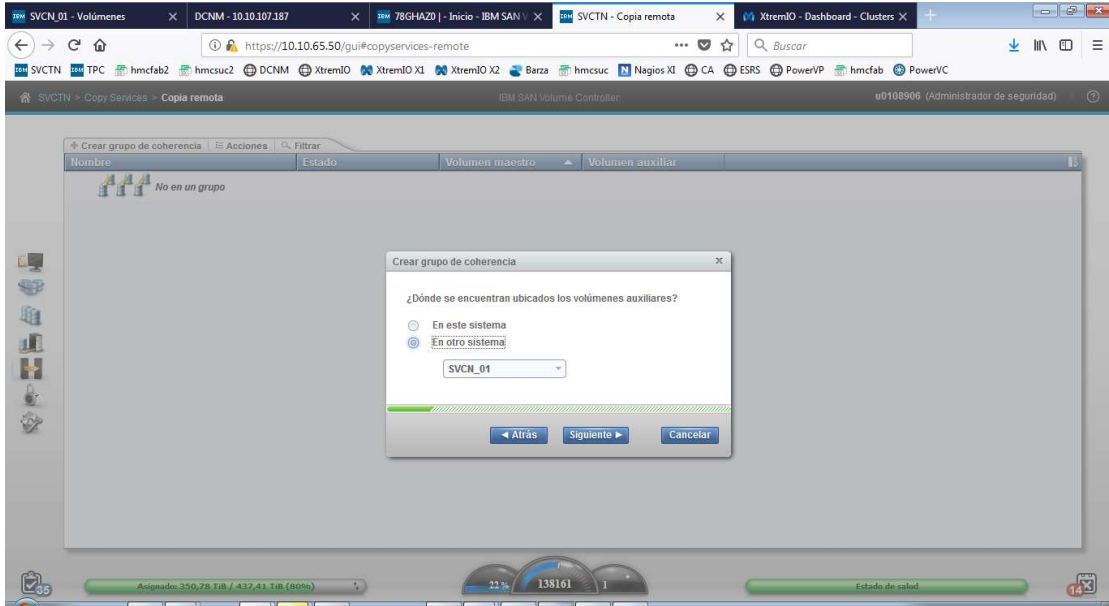 SVCN_01 - Volúmenes
DCNM - 10.10.107.187
78GHAZ0 | - Inicio - IBM SAN V
SVCTN - Copia remota
XtremIO - Dashboard - Clusters
https://10.10.65.50/gui#copyservices-remote
Buscar
SVCTN TPC hmcfab2 hmcsuc2 DCNM XtremIO XtremIO X1 XtremIO X2 Barza hmcsuc Nagios XI CA ESRS PowerVP hmcfab PowerVC
SVCTN > Copy Services > Copia remota
IBM SAN Volume Controller
u0108906 (Administrador de seguridad)
Crear grupo de coherencia Acciones Filtrar
Nombre Estado Volumen maestro Volumen auxiliar
No en un grupo
Crear grupo de coherencia
¿Dónde se encuentran ubicados los volúmenes auxiliares?
En este sistema
En otro sistema
SVCN_01
Atrás Siguiente Cancelar
35
Asignado: 350,78 TiB / 437,41 TiB (80%)
22 % 138161 1
Estado de salud
14